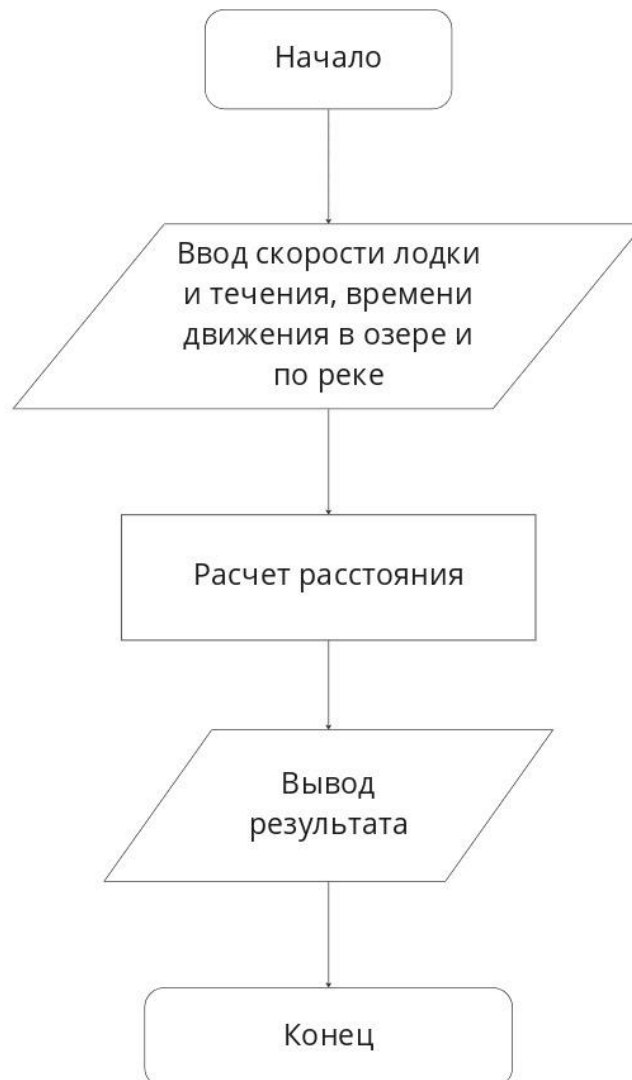 Начало
Ввод скорости лодки
и течения, времени
движения в озере и
по реке
Расчет расстояния
Вывод
результата
Конец